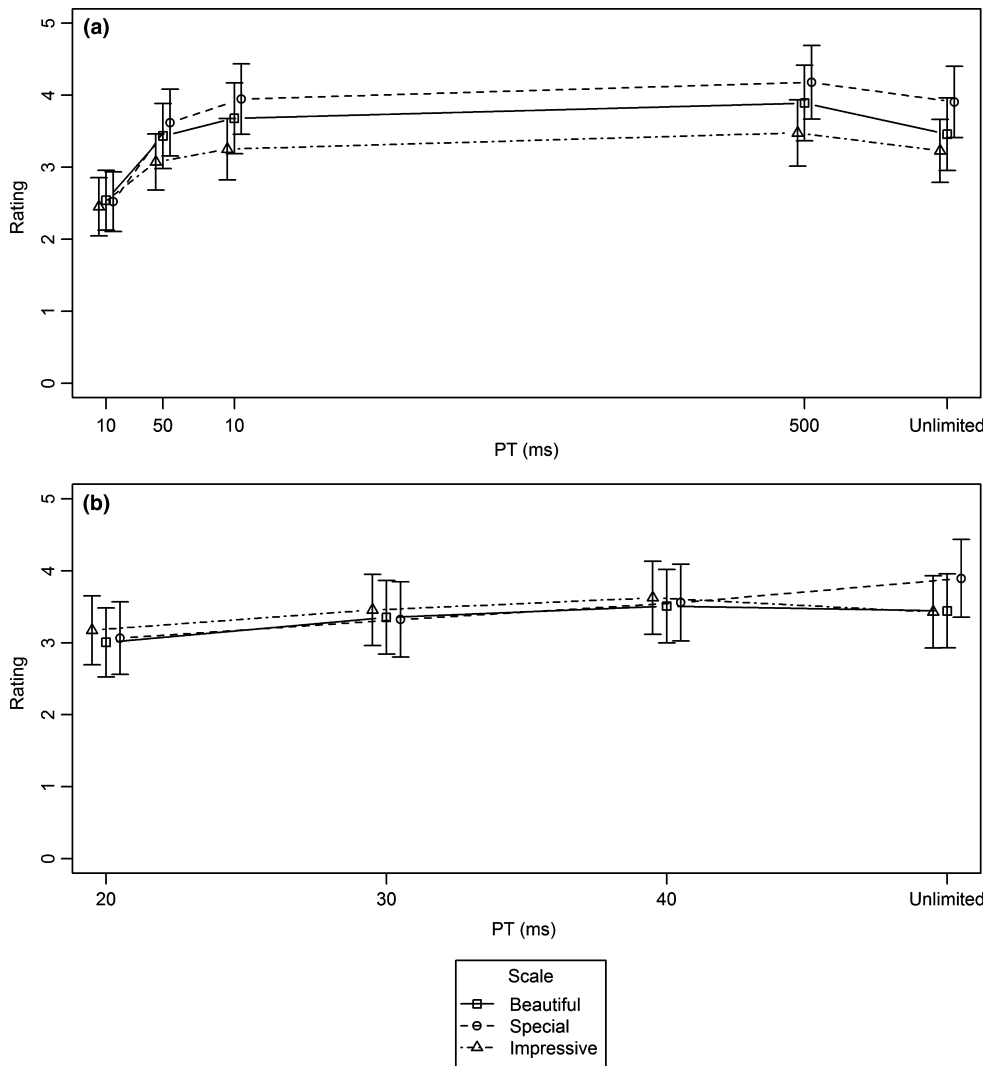 (a)
5
4
3
2
1
0
Rating
10 50 10 500 Unlimited
PT (ms)
(b)
5
4
3
2
1
0
Rating
20 30 40 Unlimited
PT (ms)
Scale
Beautiful
Special
Impressive